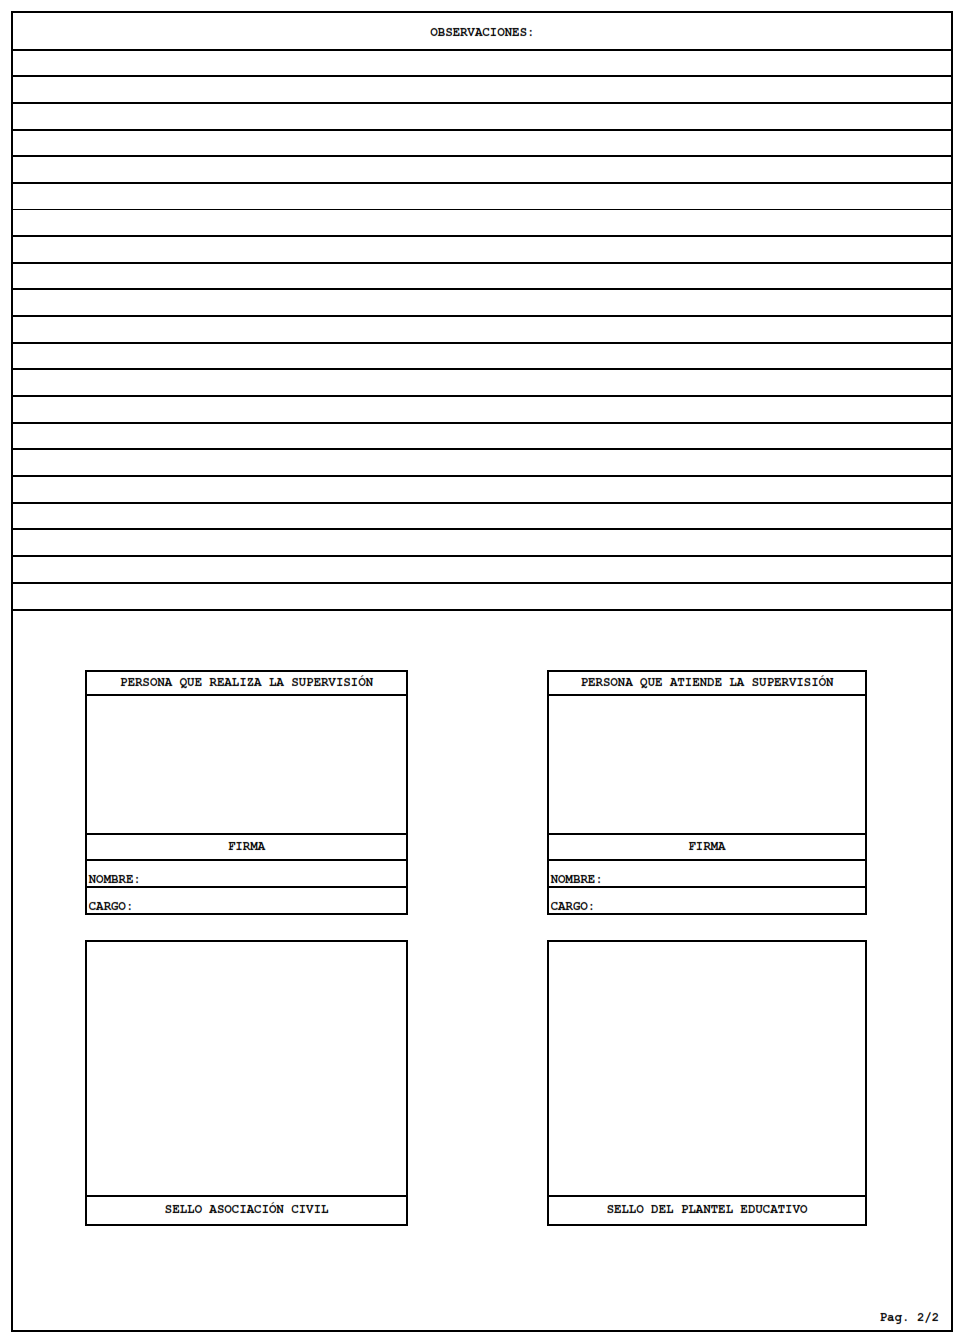 OBSERVACIONES:
PERSONA QUE REALIZA LA SUPERVISIÓN
FIRMA
NOMBRE:
CARGO:
SELLO ASOCIACIÓN CIVIL
PERSONA QUE ATIENDE LA SUPERVISIÓN
FIRMA
NOMBRE:
CARGO:
SELLO DEL PLANTEL EDUCATIVO
Pag. 2/2